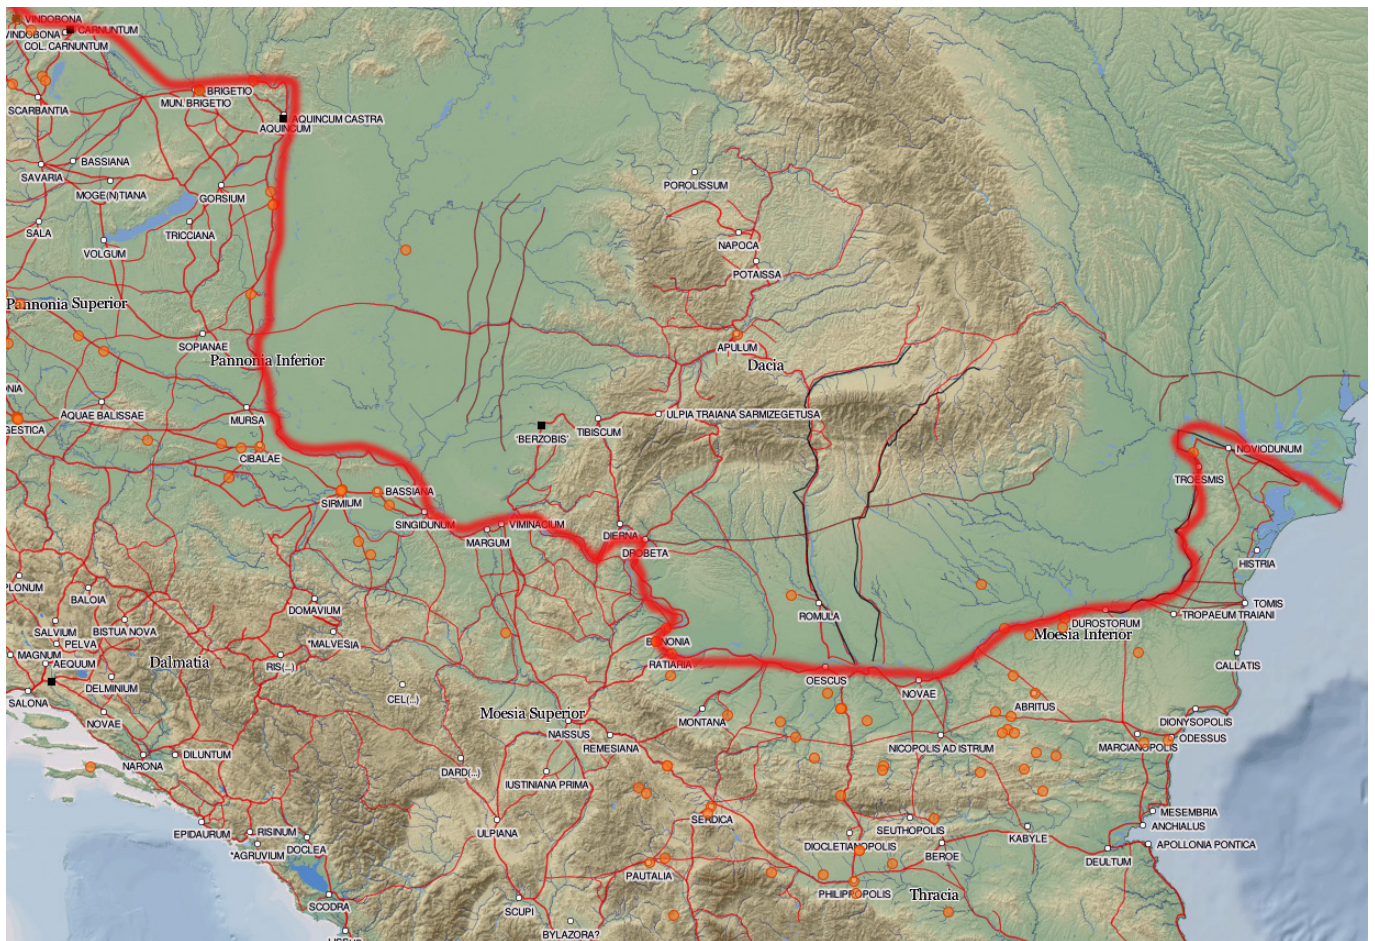 VINDOBONA
CARNUNTUM
VINDOBONA
COL. CARNUNTUM
BRIGETIO
MUN. BRIGETIO
SCARBANTIA
AQUINCUM CASTRA
AQUINCUM
BASSIANA
SAVARIA
MOGE(N)TIANA
GORSIUM
POROLISSUM
SALA
TRICCIANA
VOLGUM
NAPOCA
POTAISSA
Pannonia Superior
SOPIANAE
APULUM
Pannonia Inferior
Dacia
ONIA
AQUAE BALISSAE
MURSA
ULPIA TRAIANA SARMIZEGETUSA
GESTICA
TIBISCUM
'BERZOBIS'
CIBALAE
NOVIODUNUM
TROESMIS
BASSIANA
SIRMIUM
SINGIDUNUM
VIMINACIUM
MARGUM
DIERNA
DROBETA
HISTRIA
PLONUM
BALOIA
DOMAVIUM
TOMIS
TROPAEUM TRAIANI
ROMULA
DUROSTORUM
SALVIUM
BISTUA NOVA
Moesia Inferior
PELVA
*MALVESIA
BONONIA
MAGNUM
AEQUUM
Dalmatia
RIS(...)
RATIARIA
CALLATIS
DELMINIUM
OESCUS
NOVAE
SALONA
CEL(...)
ABRITUS
NOVAE
Moesia Superior
MONTANA
DIONYSOPOLIS
NAISSUS
REMESIANA
NICOPOLIS AD ISTRUM
MARCIANOPOLIS
ODESSUS
DILUNTUM
NARONA
DARD(...)
IUSTINIANA PRIMA
MESEMBRIA
SERDICA
ANCHIALUS
EPIDAURUM
RISINUM
ULPIANA
SEUTHOPOLIS
KABYLE
*AGRUVIUM
DOCLEA
DIOCLETIANOPOLIS
BEROE
DEULTUM
APOLLONIA PONTICA
PAUTALIA
PHILIPPOPOLIS
Thracia
SCODRA
SCUPI
BYLAZORA?